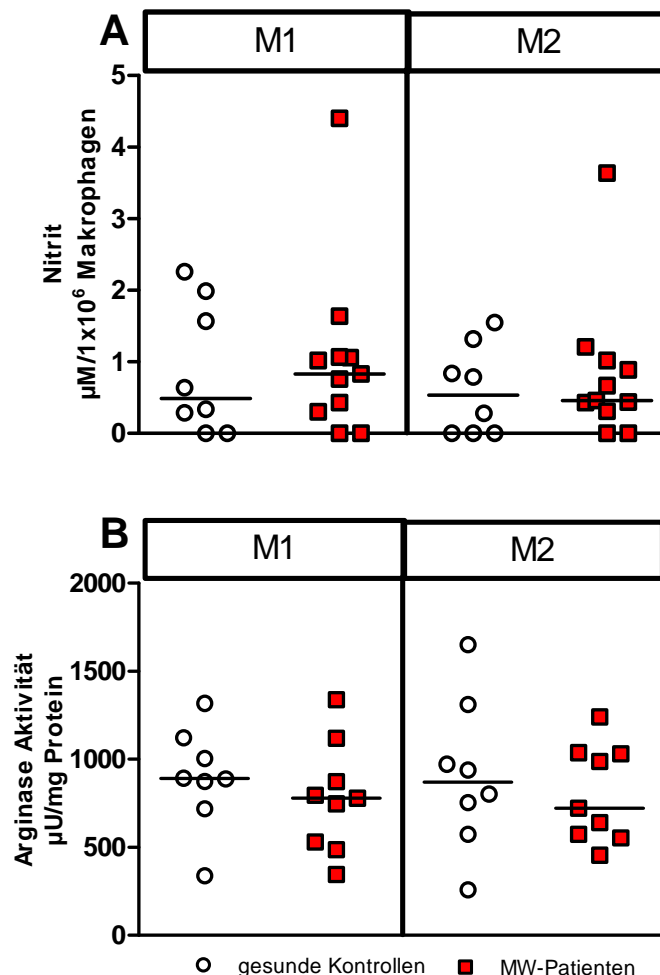 A
M1 M2
5
4
3
2
1
0
Nitrit
µM/1x10⁶ Makrophagen
B
M1 M2
2000
1500
1000
500
0
Arginase Aktivität
µU/mg Protein
gesunde Kontrollen MW-Patienten